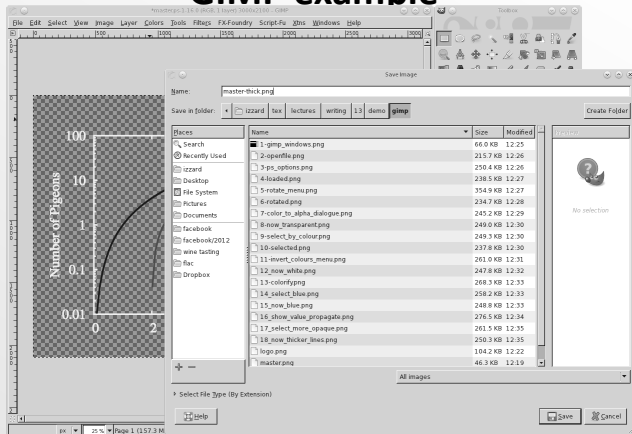 GIMP example
File Edit Select View Image Layer Colors Tools Filters FX-Foundry Script-Fu Xtns Windows Help
Toolbox
0 500 1000 1500 2000 2500 3000
Save Image
Name: master-thick.png
Save in folder: izzard tex lectures writing 13 demo gimp Create Folder
Places Name Size Modified
Search 1-gimp_windows.png 66.0 KB 12:25
Recently Used 2-openfile.png 215.7 KB 12:26
izzard 3-ps_options.png 250.4 KB 12:26
Desktop 4-loaded.png 238.5 KB 12:27
File System 5-rotate_menu.png 354.9 KB 12:27
Pictures 6-rotated.png 234.7 KB 12:28
Documents 7-color_to_alpha_dialogue.png 245.2 KB 12:29
facebook 8-now_transparent.png 249.0 KB 12:30
facebook/2012 9-select_by_colour.png 249.3 KB 12:30
wine tasting 10-selected.png 237.8 KB 12:30
flac 11-invert_colours_menu.png 261.0 KB 12:31
Dropbox 12_now_white.png 247.8 KB 12:32
13-colorify.png 268.3 KB 12:33
14_select_blue.png 258.2 KB 12:33
15_now_blue.png 248.8 KB 12:33
16_show_value_propagate.png 276.5 KB 12:34
17_select_more_opaque.png 261.5 KB 12:35
18_now_thicker_lines.png 250.3 KB 12:35
logo.png 104.2 KB 12:22
master.png 46.3 KB 12:19
No selection
All images
Select File Type (By Extension)
Help Save Cancel
Number of Pigeons
100
10
1
0.1
0.01
0 2
px 25 % Page 1 (157.3 M